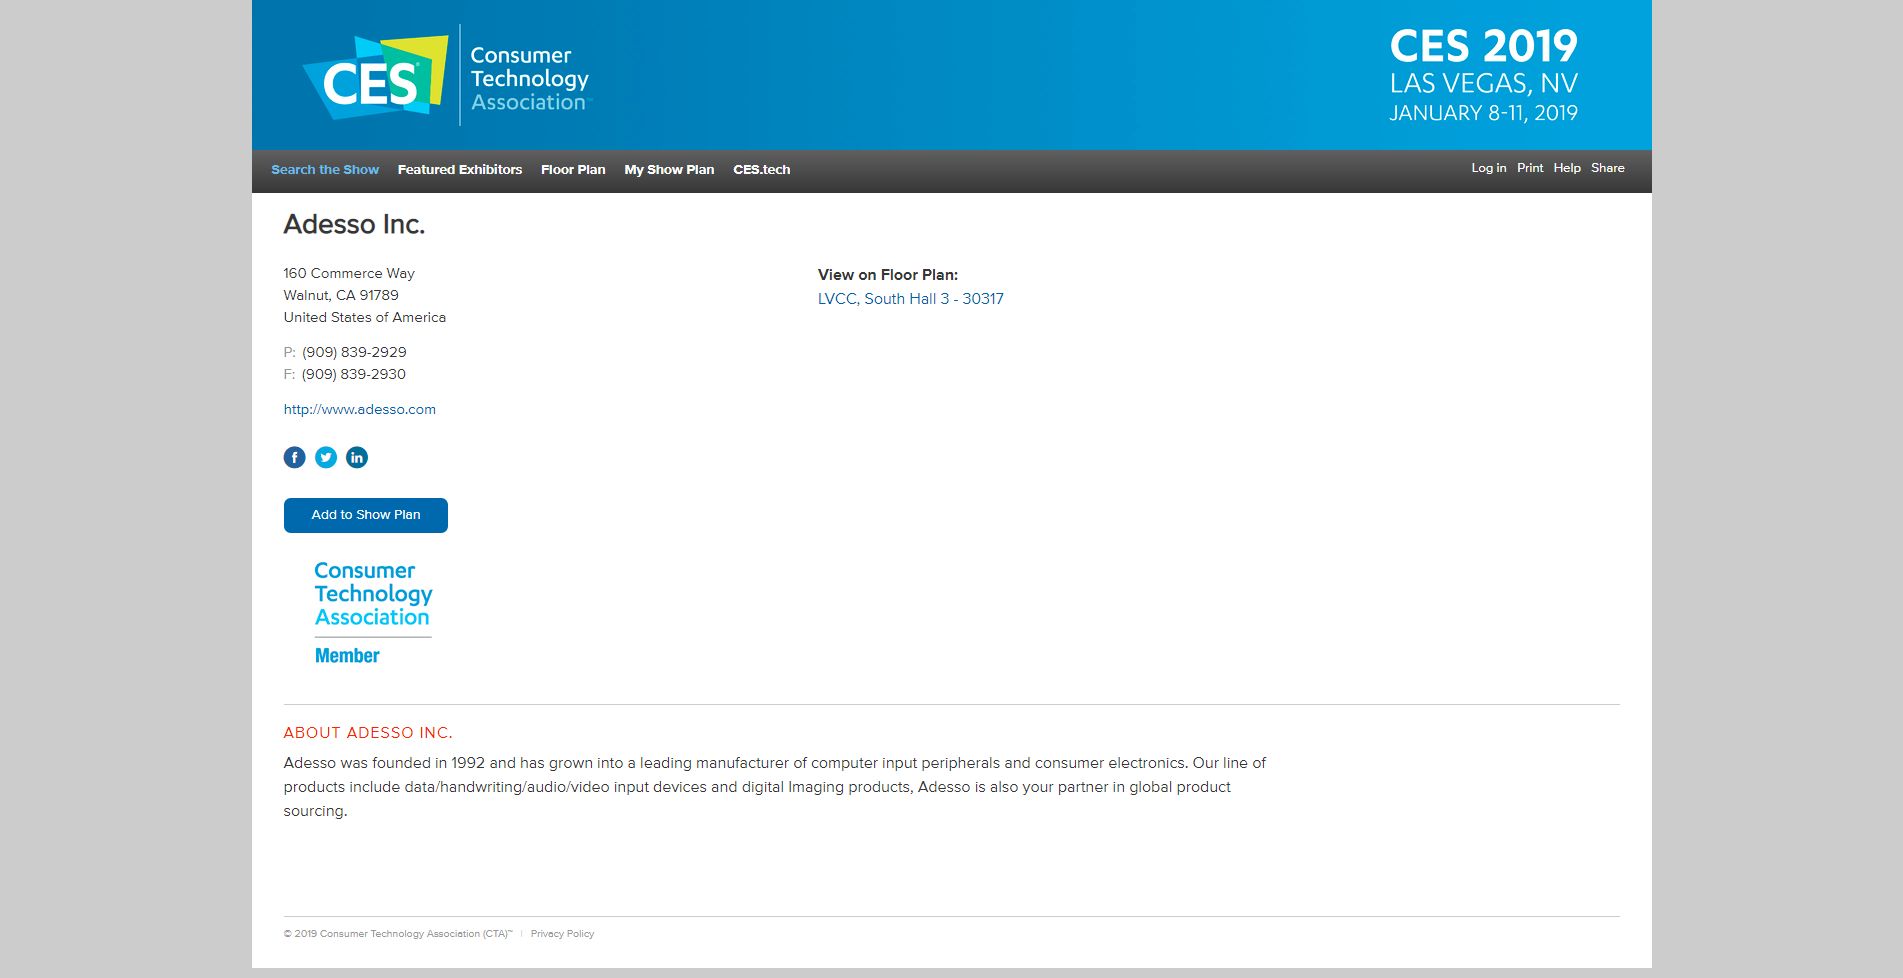 CES®
Consumer
Technology
Association™
CES 2019
LAS VEGAS, NV
JANUARY 8-11, 2019
Search the Show Featured Exhibitors Floor Plan My Show Plan CES.tech
Log in Print Help Share
Adesso Inc.
160 Commerce Way
Walnut, CA 91789
United States of America
P: (909) 839-2929
F: (909) 839-2930
http://www.adesso.com
View on Floor Plan:
LVCC, South Hall 3 - 30317
Add to Show Plan
Consumer
Technology
Association
Member
ABOUT ADESSO INC.
Adesso was founded in 1992 and has grown into a leading manufacturer of computer input peripherals and consumer electronics. Our line of
products include data/handwriting/audio/video input devices and digital Imaging products, Adesso is also your partner in global product
sourcing.
© 2019 Consumer Technology Association (CTA)™ | Privacy Policy